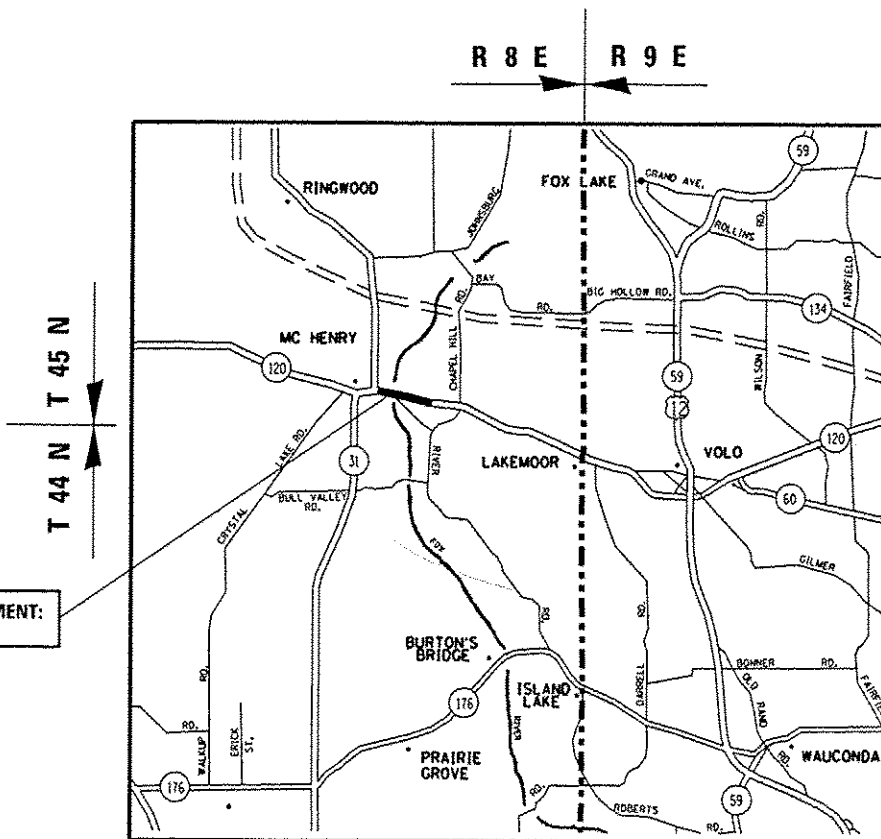 R 8 E R 9 E
T 45 N
T 44 N
MENT:
RINGWOOD
FOX LAKE
GRAND AVE.
59
ROLLINS
RD.
JOHNSBURG
RD.
BAY
RD.
BIG HOLLOW RD.
FAIRFIELD
134
MC HENRY
CHAPEL HILL
120
59
12
WILSON
LAKE RD.
CRYSTAL
31
RIVER
LAKEMOOR
VOLO
120
BULL VALLEY
RD.
60
FOX
GILMER
RD.
BURTON'S
BRIDGE
RD.
DARRELL
BONNER RD.
OLD
RAND
RD.
FAIRFIE
176
ISLAND
LAKE
RIVER
RD.
WALKUP
ERICK
ST.
RD.
PRAIRIE
GROVE
WAUCONDA
176
RD.
ROBERTS
RD.
59